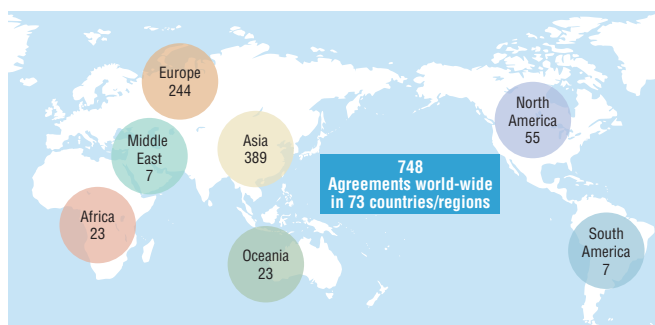 Europe
244
Middle
East
7
Asia
389
Africa
23
Oceania
23
748
Agreements world-wide
in 73 countries/regions
North
America
55
South
America
7